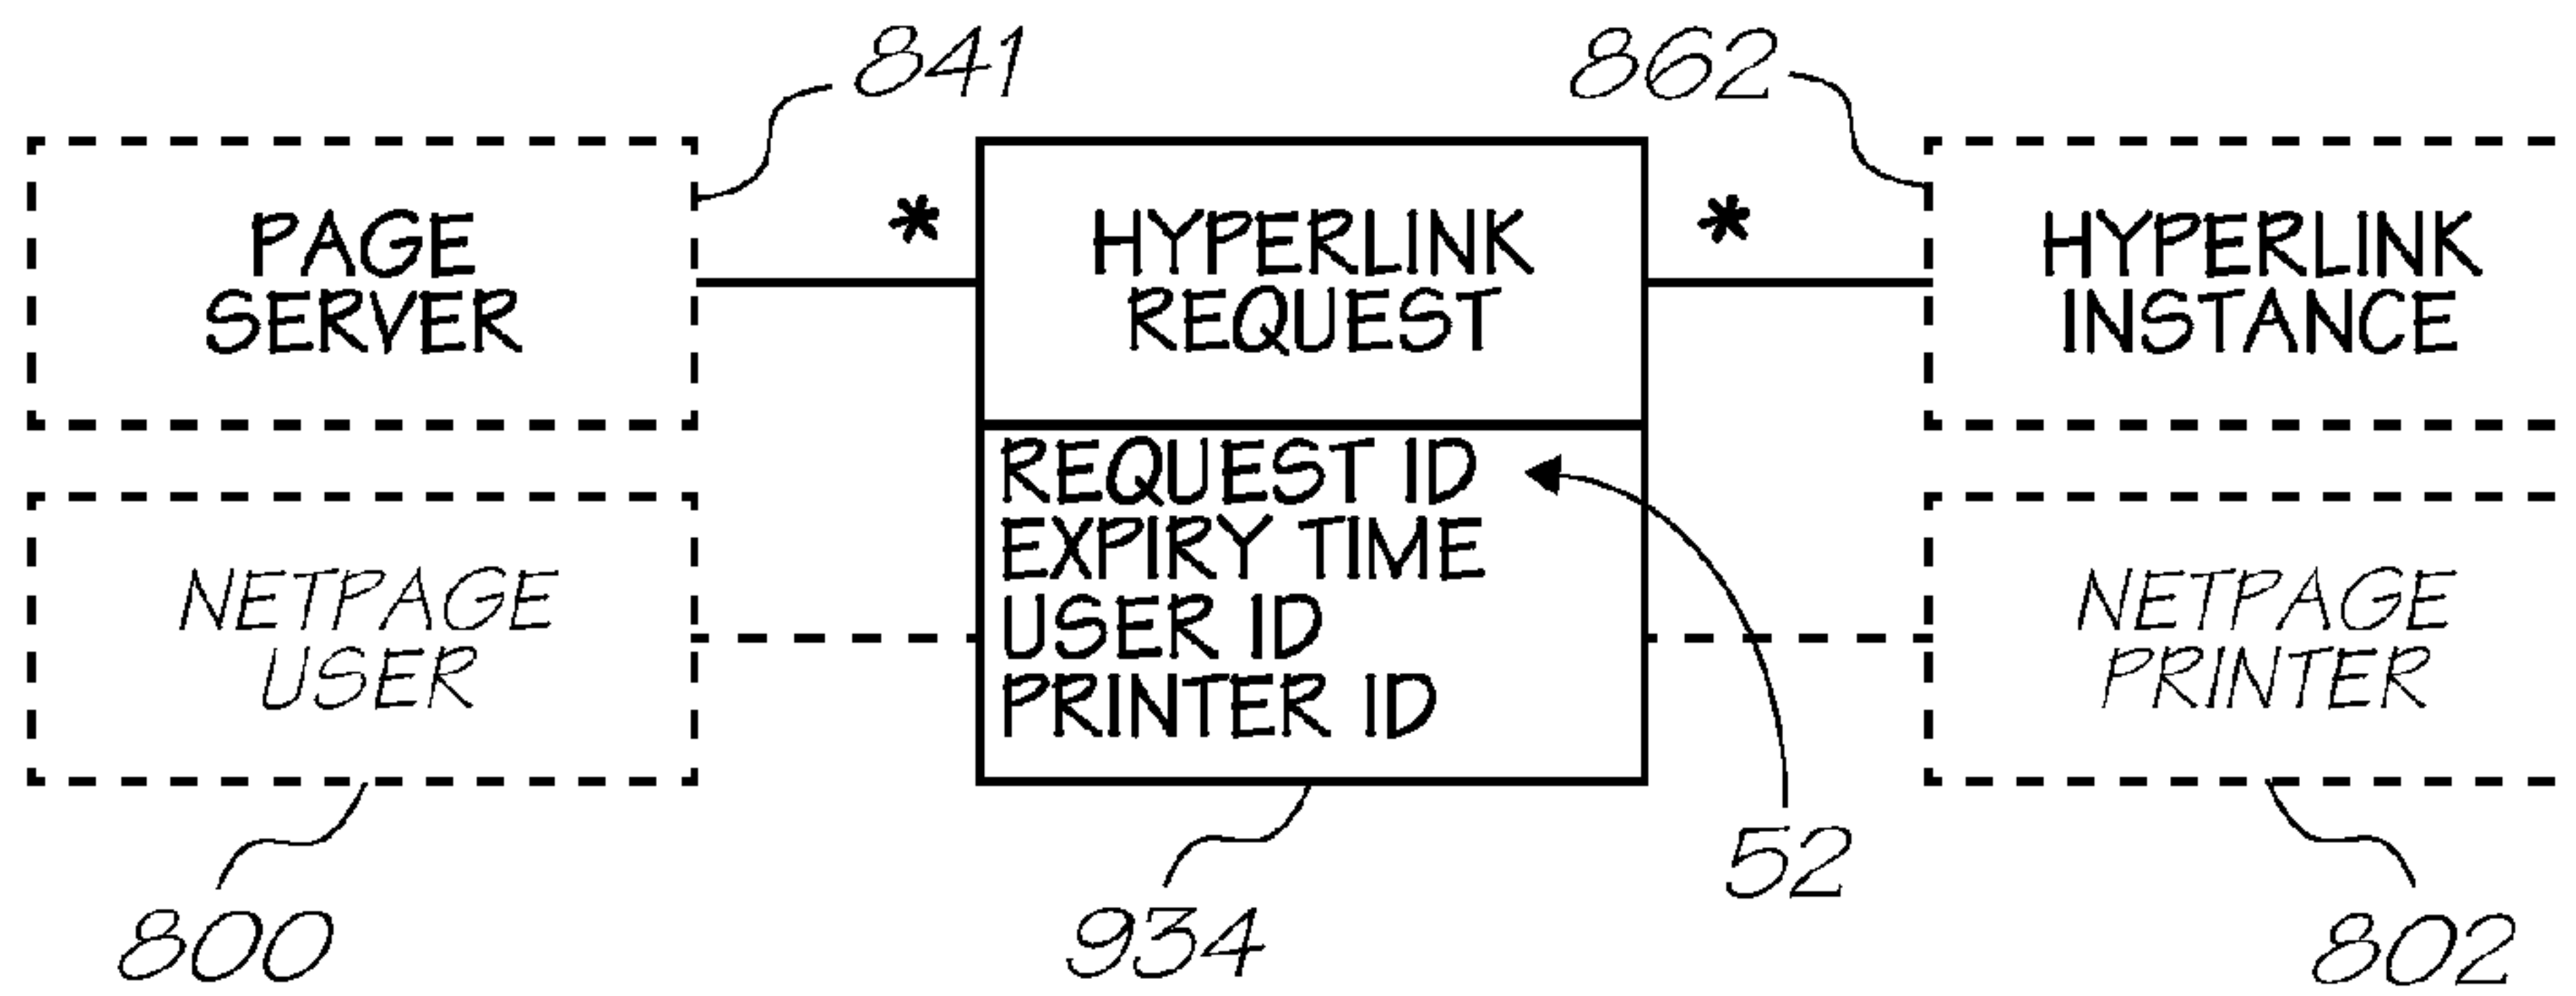 841
862
PAGE
SERVER
*
HYPERLINK
REQUEST
*
HYPERLINK
INSTANCE
REQUEST ID
EXPIRY TIME
USER ID
PRINTER ID
NETPAGE
USER
NETPAGE
PRINTER
52
800
934
802